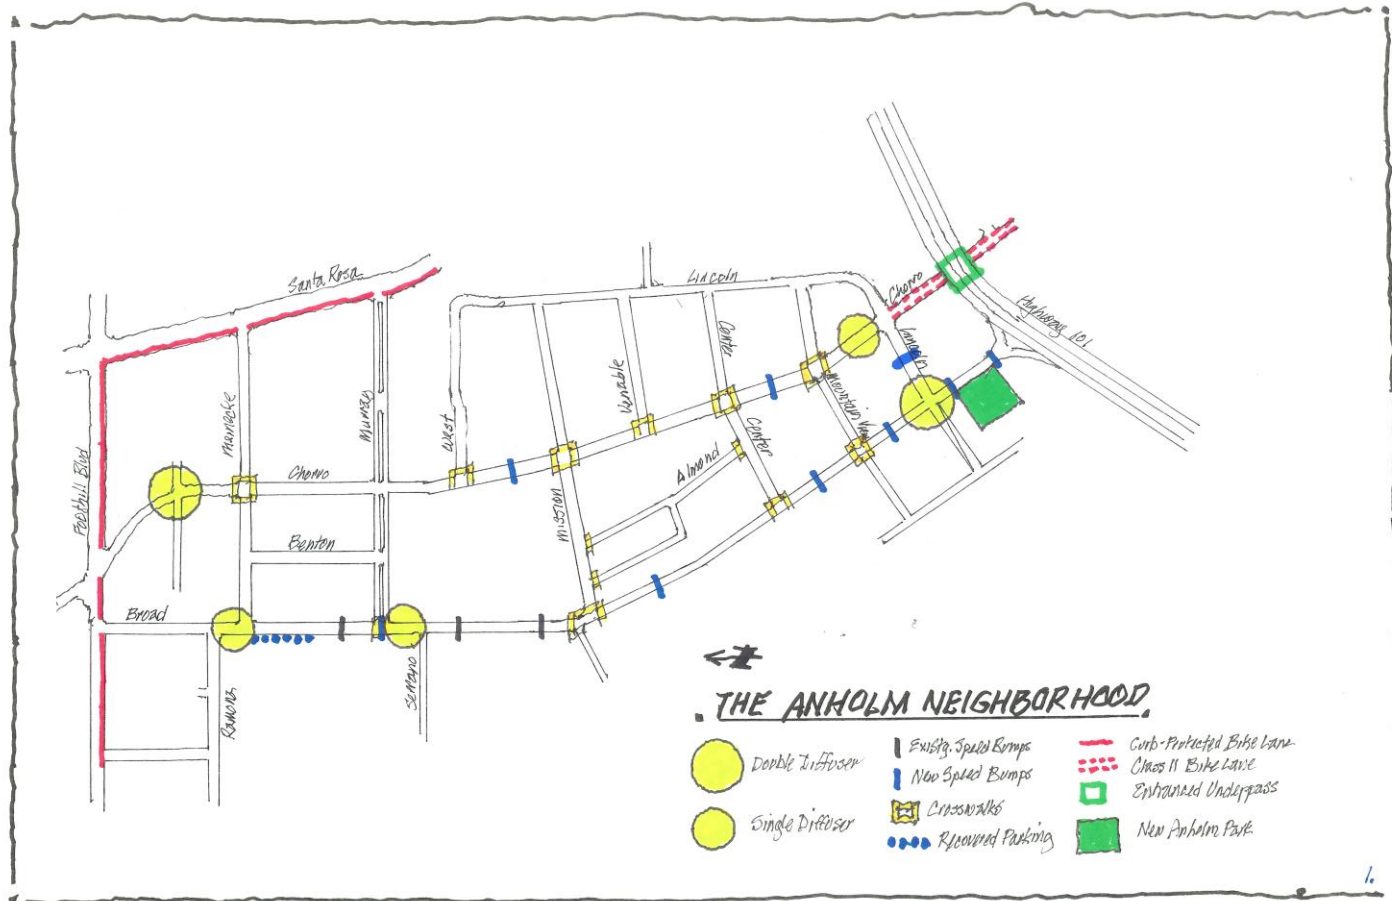 Santa Rosa
Lincoln
Chorro
Highway 101
Lincoln
Center
Murray
Meinecke
Venable
West
Mountain View
Center
Almond
Foothill Blvd
Chorro
Mission
Benton
Broad
Ramona
Serrano
THE ANHOLM NEIGHBORHOOD
Double Diffuser
Single Diffuser
Exist'g. Speed Bumps
New Speed Bumps
Crosswalks
Recovered Parking
Curb-Protected Bike Lane
Class II Bike Lane
Enhanced Underpass
New Anholm Park
1.